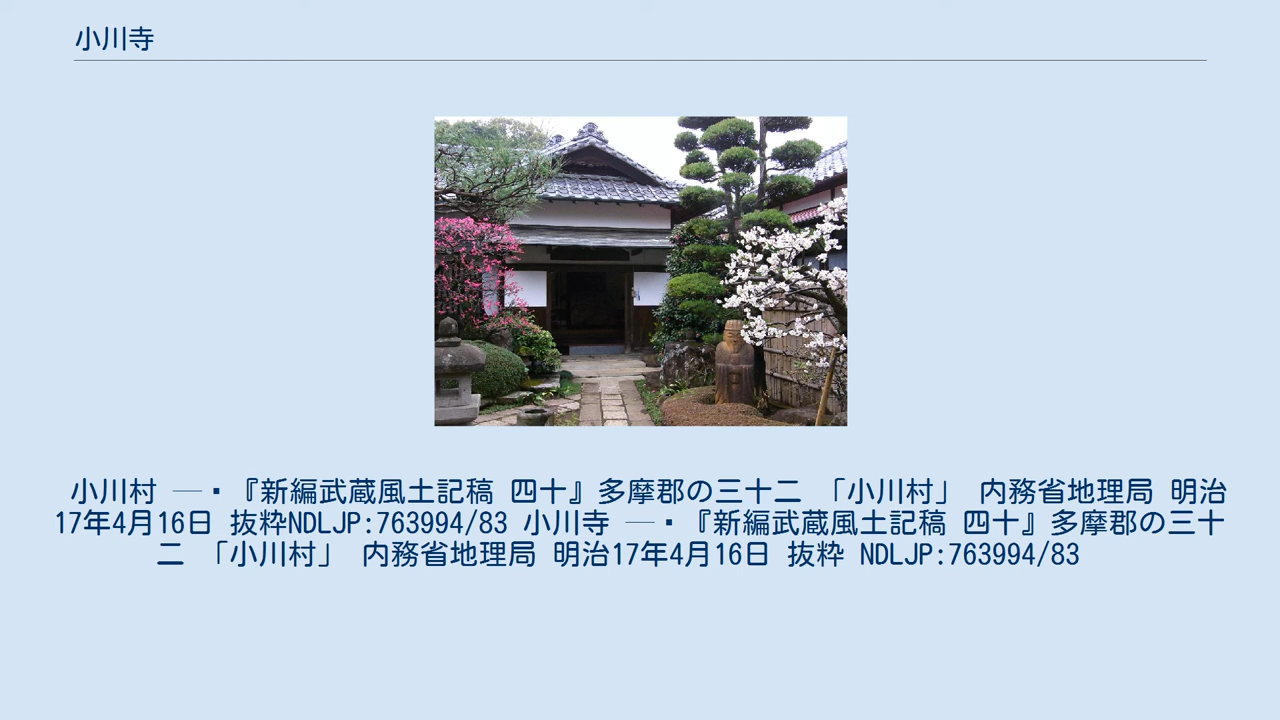 小川寺
小川村 ―・『新編武蔵風土記稿 四十』多摩郡の三十二 「小川村」 内務省地理局 明治
17年4月16日 抜粋NDLJP:763994/83 小川寺 ―・『新編武蔵風土記稿 四十』多摩郡の三十
二 「小川村」 内務省地理局 明治17年4月16日 抜粋 NDLJP:763994/83